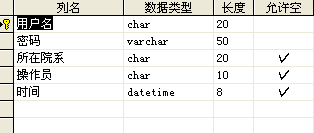 列名 数据类型 长度 允许空
用户名 char 20
密码 varchar 50
所在院系 char 20 ✓
操作员 char 10 ✓
时间 datetime 8 ✓